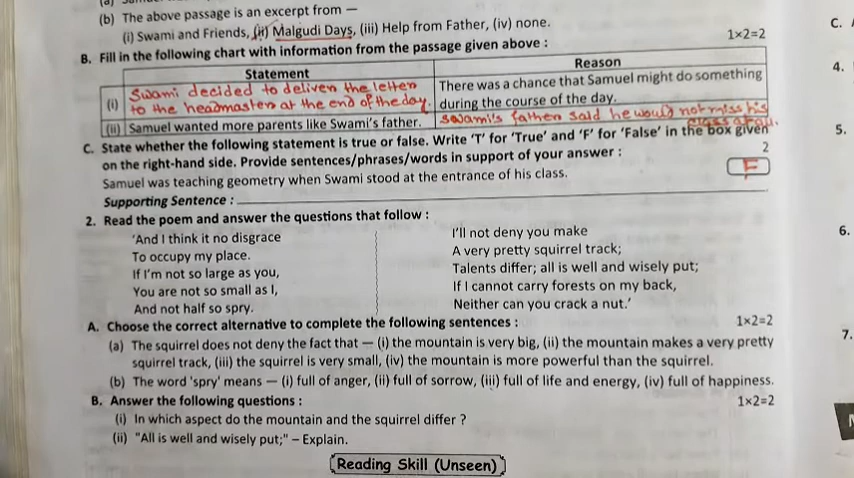 (b) The above passage is an excerpt from —
(i) Swami and Friends, (ii) Malgudi Days, (iii) Help from Father, (iv) none.
B. Fill in the following chart with information from the passage given above : 1×2=2
Statement Reason
(i) Swami decided to deliver the letter to the headmaster at the end of the day. There was a chance that Samuel might do something during the course of the day.
(ii) Samuel wanted more parents like Swami's father. swami's father said he would not miss his class at all.
C. State whether the following statement is true or false. Write 'T' for 'True' and 'F' for 'False' in the box given
on the right-hand side. Provide sentences/phrases/words in support of your answer : 2
Samuel was teaching geometry when Swami stood at the entrance of his class. F
Supporting Sentence :
2. Read the poem and answer the questions that follow :
'And I think it no disgrace
To occupy my place.
If I'm not so large as you,
You are not so small as I,
And not half so spry.
I'll not deny you make
A very pretty squirrel track;
Talents differ; all is well and wisely put;
If I cannot carry forests on my back,
Neither can you crack a nut.'
A. Choose the correct alternative to complete the following sentences : 1×2=2
(a) The squirrel does not deny the fact that — (i) the mountain is very big, (ii) the mountain makes a very pretty
squirrel track, (iii) the squirrel is very small, (iv) the mountain is more powerful than the squirrel.
(b) The word 'spry' means — (i) full of anger, (ii) full of sorrow, (iii) full of life and energy, (iv) full of happiness.
B. Answer the following questions : 1×2=2
(i) In which aspect do the mountain and the squirrel differ ?
(ii) "All is well and wisely put;" – Explain.
Reading Skill (Unseen)
C.
4.
5.
6.
7.